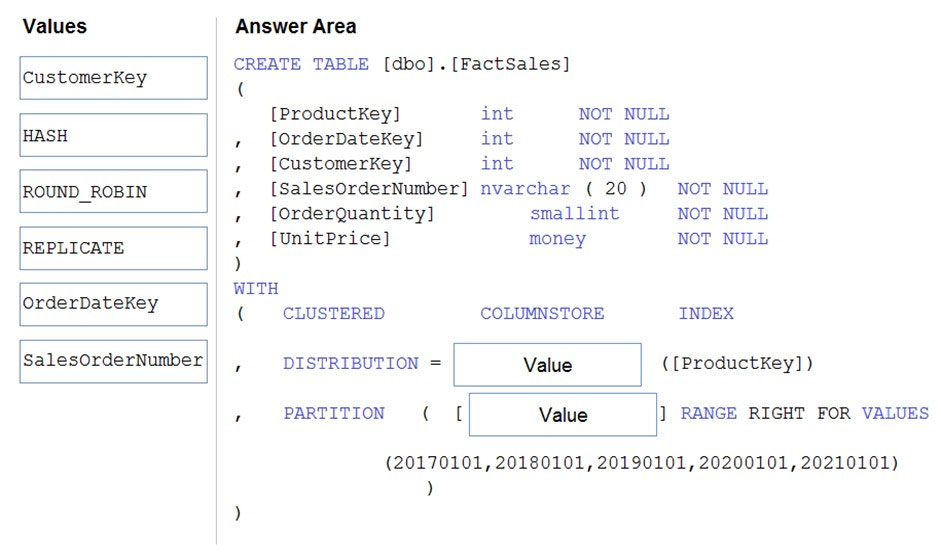 Values
CustomerKey
HASH
ROUND_ROBIN
REPLICATE
OrderDateKey
SalesOrderNumber
Answer Area
CREATE TABLE [dbo].[FactSales]
(
[ProductKey] int NOT NULL
, [OrderDateKey] int NOT NULL
, [CustomerKey] int NOT NULL
, [SalesOrderNumber] nvarchar ( 20 ) NOT NULL
, [OrderQuantity] smallint NOT NULL
, [UnitPrice] money NOT NULL
)
WITH
( CLUSTERED COLUMNSTORE INDEX
, DISTRIBUTION = Value ([ProductKey])
, PARTITION ( [ Value ] RANGE RIGHT FOR VALUES
(20170101,20180101,20190101,20200101,20210101)
)
)